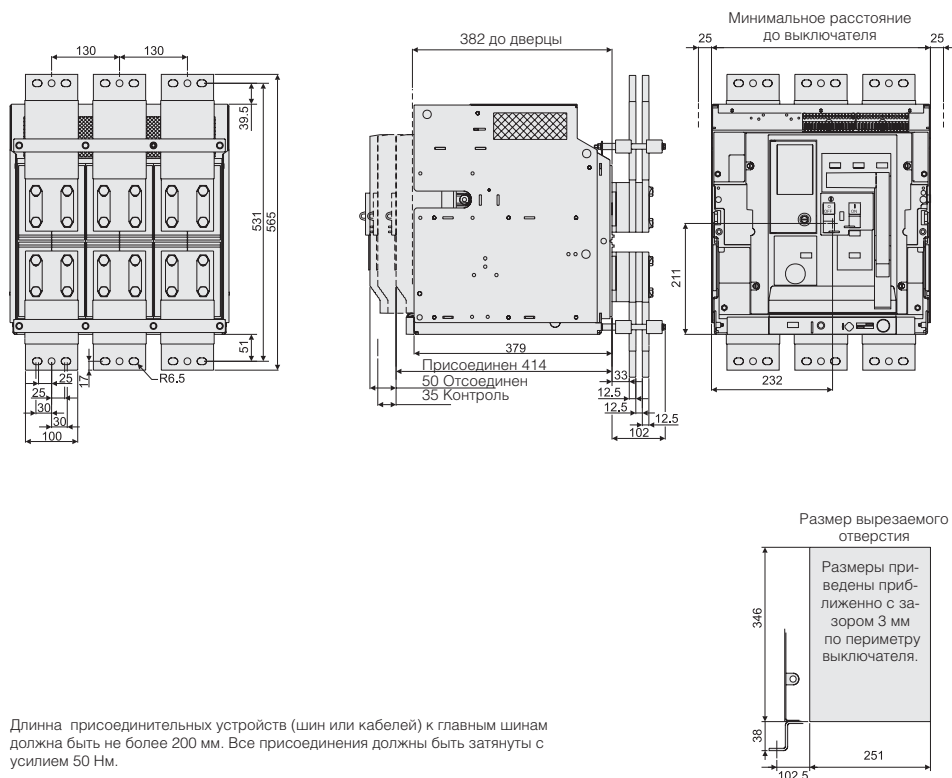 Минимальное расстояние
до выключателя
130
130
382 до дверцы
25
25
39.5
531
565
51
211
379
Присоединен 414
50 Отсоединен
35 Контроль
33
12.5
12.5
12.5
102
232
R6.5
17
25
25
30
30
100
Размер вырезаемого
отверстия
Размеры при-
ведены приб-
лиженно с за-
зором 3 мм
по периметру
выключателя.
346
38
251
102.5
Длинна присоединительных устройств (шин или кабелей) к главным шинам
должна быть не более 200 мм. Все присоединения должны быть затянуты с
усилием 50 Нм.